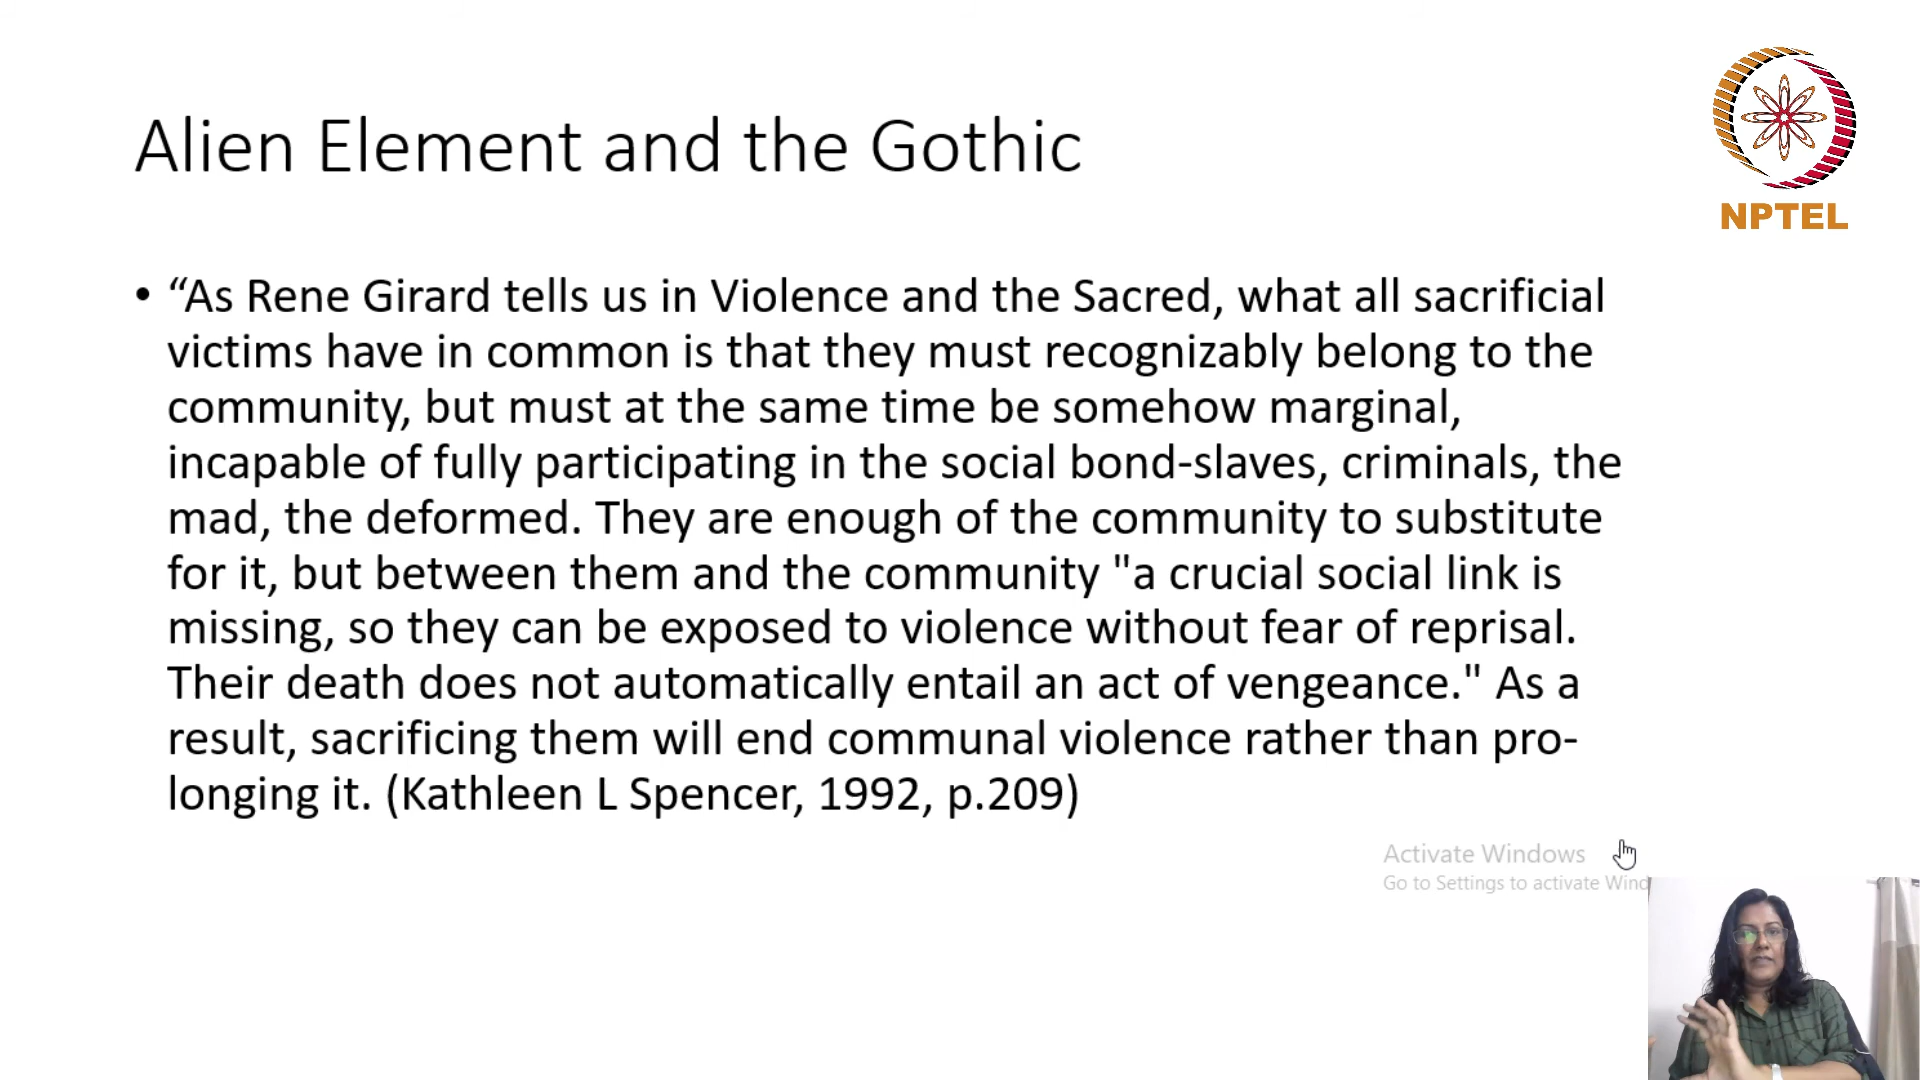 Alien Element and the Gothic
NPTEL
• “As Rene Girard tells us in Violence and the Sacred, what all sacrificial
victims have in common is that they must recognizably belong to the
community, but must at the same time be somehow marginal,
incapable of fully participating in the social bond-slaves, criminals, the
mad, the deformed. They are enough of the community to substitute
for it, but between them and the community "a crucial social link is
missing, so they can be exposed to violence without fear of reprisal.
Their death does not automatically entail an act of vengeance." As a
result, sacrificing them will end communal violence rather than pro-
longing it. (Kathleen L Spencer, 1992, p.209)
Activate Windows
Go to Settings to activate Wind